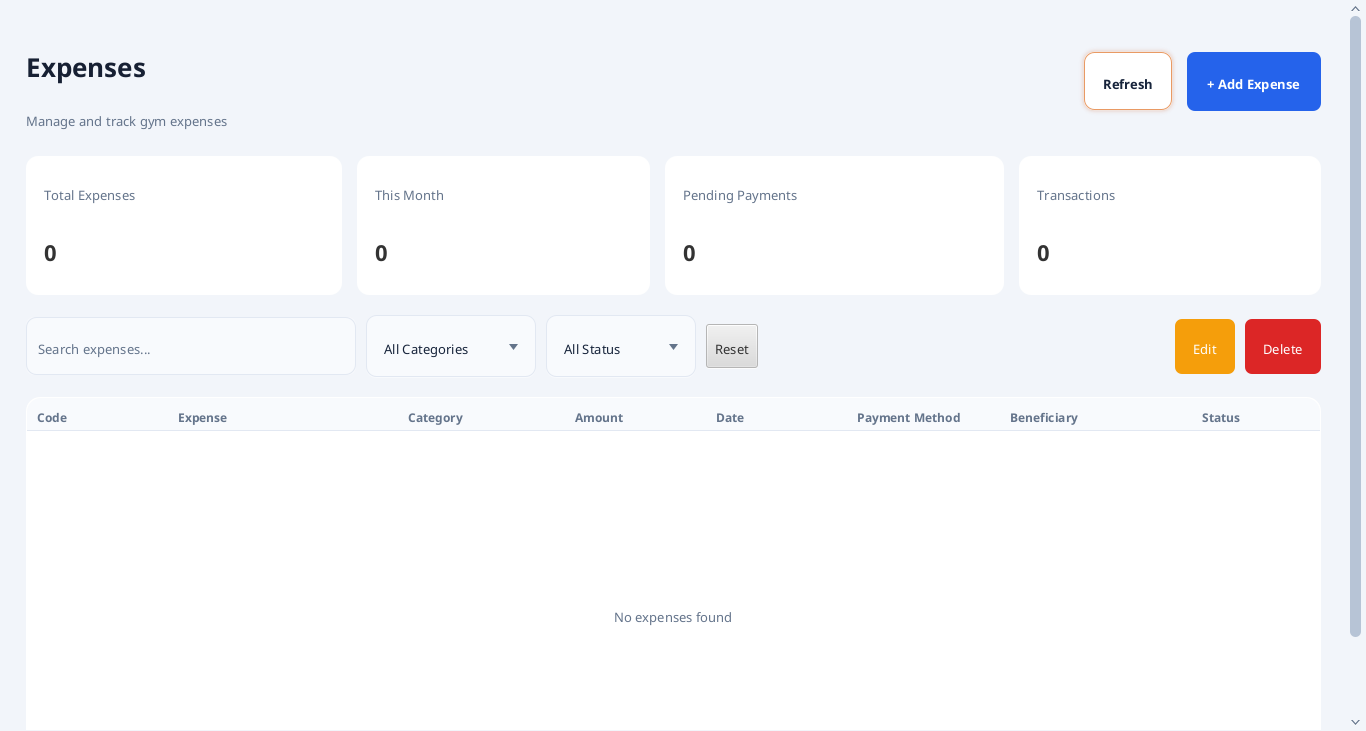 Expenses
Refresh
+ Add Expense
Manage and track gym expenses
Total Expenses
This Month
Pending Payments
Transactions
0
0
0
0
Search expenses...
All Categories
All Status
Reset
Edit
Delete
Code
Expense
Category
Amount
Date
Payment Method
Beneficiary
Status
No expenses found